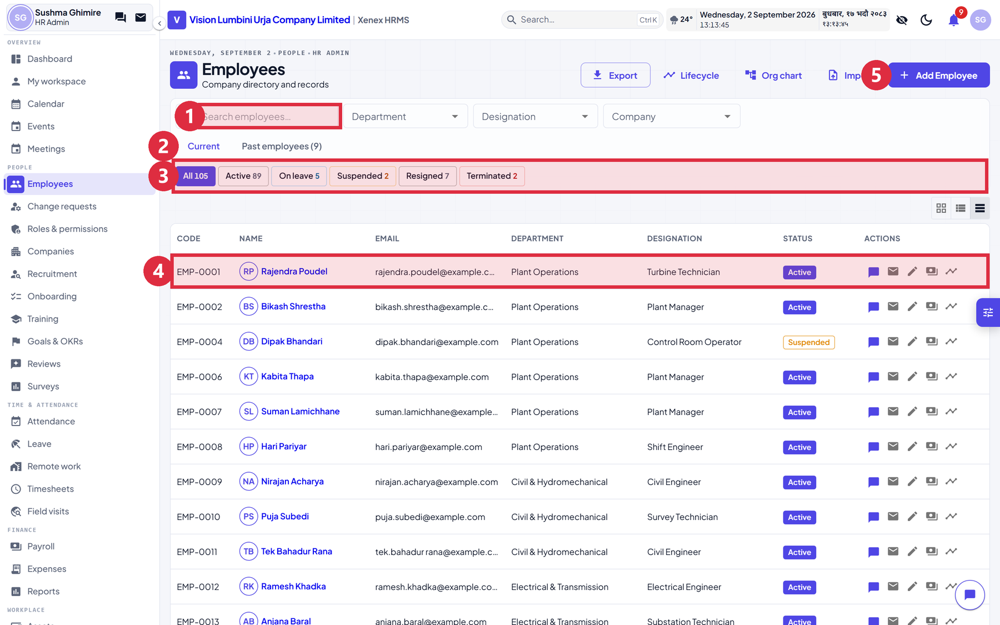 SG Sushma Ghimire
HR Admin
OVERVIEW
Dashboard
My workspace
Calendar
Events
Meetings
PEOPLE
Employees
Change requests
Roles & permissions
Companies
Recruitment
Onboarding
Training
Goals & OKRs
Reviews
Surveys
TIME & ATTENDANCE
Attendance
Leave
Remote work
Timesheets
Field visits
FINANCE
Payroll
Expenses
Reports
WORKPLACE
V Vision Lumbini Urja Company Limited | Xenex HRMS
Search... Ctrl K
24°
Wednesday, 2 September 2026
13:13:45
बुधबार, १७ भदौ २०८३
१३:१३:४५
9
SG
WEDNESDAY, SEPTEMBER 2 • PEOPLE • HR ADMIN
Employees
Company directory and records
Export Lifecycle Org chart 5 + Add Employee
1 Search employees... Department Designation Company
2 Current Past employees (9)
3 All 105 Active 89 On leave 5 Suspended 2 Resigned 7 Terminated 2
CODE NAME EMAIL DEPARTMENT DESIGNATION STATUS ACTIONS
4 EMP-0001 RP Rajendra Poudel rajendra.poudel@example.c... Plant Operations Turbine Technician Active
EMP-0002 BS Bikash Shrestha bikash.shrestha@example.c... Plant Operations Plant Manager Active
EMP-0004 DB Dipak Bhandari dipak.bhandari@example.com Plant Operations Control Room Operator Suspended
EMP-0006 KT Kabita Thapa kabita.thapa@example.com Plant Operations Plant Manager Active
EMP-0007 SL Suman Lamichhane suman.lamichhane@example... Plant Operations Plant Manager Active
EMP-0008 HP Hari Pariyar hari.pariyar@example.com Plant Operations Shift Engineer Active
EMP-0009 NA Nirajan Acharya nirajan.acharya@example.com Civil & Hydromechanical Civil Engineer Active
EMP-0010 PS Puja Subedi puja.subedi@example.com Civil & Hydromechanical Survey Technician Active
EMP-0011 TB Tek Bahadur Rana tek.bahadur rana@example.c... Civil & Hydromechanical Civil Engineer Active
EMP-0012 RK Ramesh Khadka ramesh.khadka@example.co... Electrical & Transmission Electrical Engineer Active
EMP-0013 AB Anjana Baral anjana.baral@example.com Electrical & Transmission Substation Technician Active